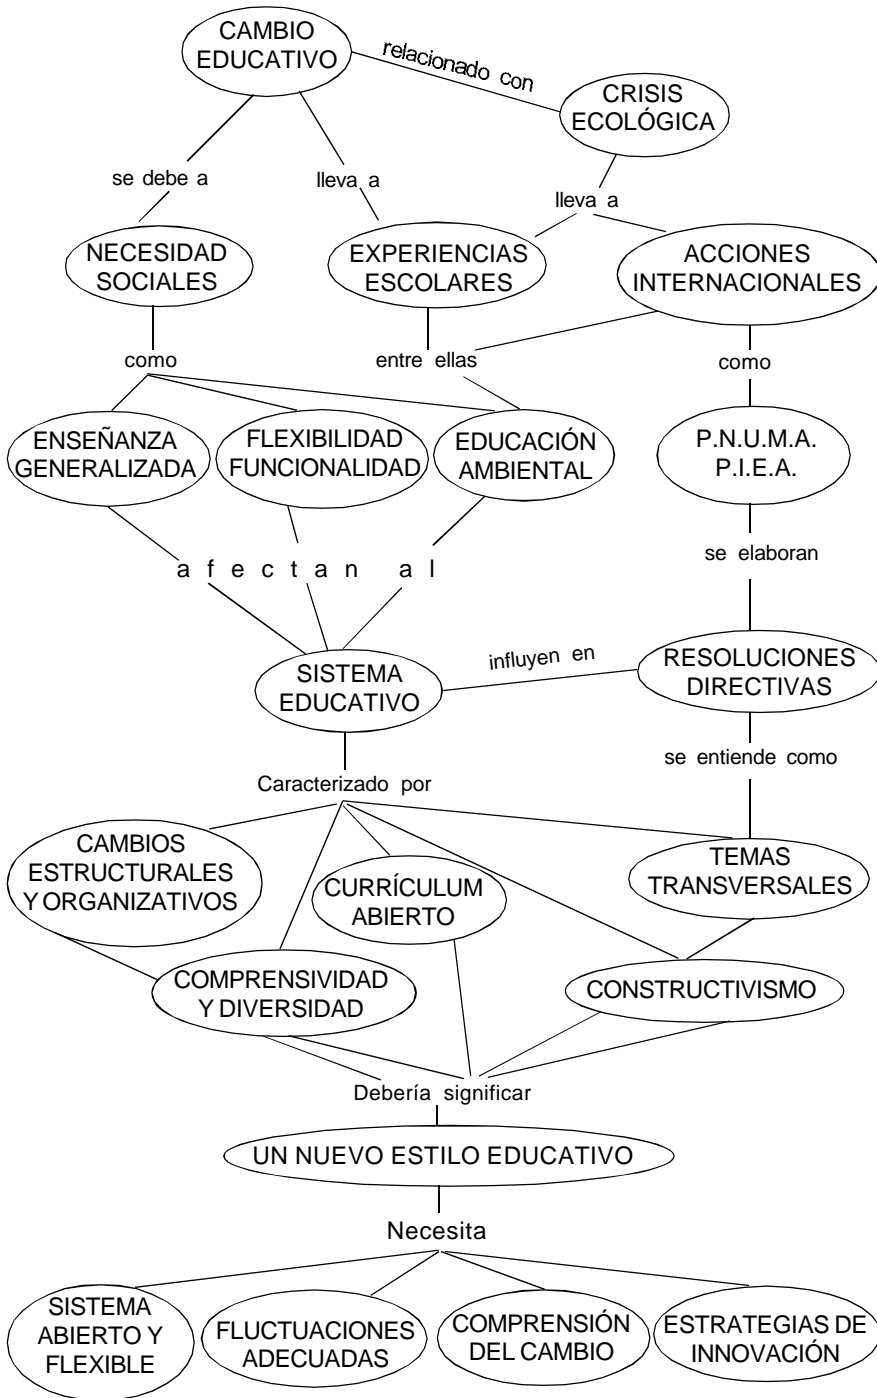 CAMBIO
EDUCATIVO
relacionado con
CRISIS
ECOLÓGICA
se debe a
lleva a
lleva a
NECESIDAD
SOCIALES
EXPERIENCIAS
ESCOLARES
ACCIONES
INTERNACIONALES
como
entre ellas
como
ENSEÑANZA
GENERALIZADA
FLEXIBILIDAD
FUNCIONALIDAD
EDUCACIÓN
AMBIENTAL
P.N.U.M.A.
P.I.E.A.
se elaboran
afectan al
SISTEMA
EDUCATIVO
influyen en
RESOLUCIONES
DIRECTIVAS
se entiende como
Caracterizado por
CAMBIOS
ESTRUCTURALES
Y ORGANIZATIVOS
CURRÍCULUM
ABIERTO
TEMAS
TRANSVERSALES
COMPRENSIVIDAD
Y DIVERSIDAD
CONSTRUCTIVISMO
Debería significar
UN NUEVO ESTILO EDUCATIVO
Necesita
SISTEMA
ABIERTO Y
FLEXIBLE
FLUCTUACIONES
ADECUADAS
COMPRENSIÓN
DEL CAMBIO
ESTRATEGIAS DE
INNOVACIÓN